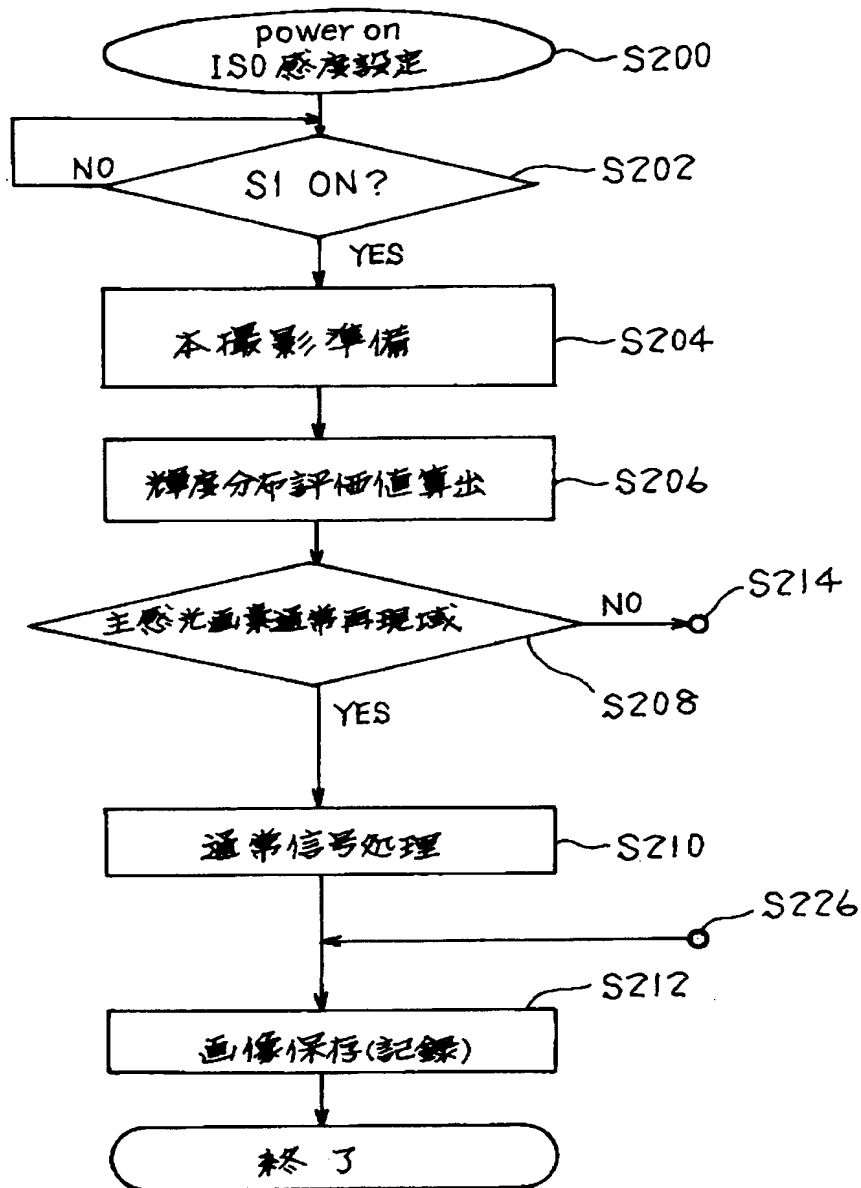 power on
ISO 感度設定
S200
NO
S1 ON?
S202
YES
本撮影準備
S204
輝度分布評価値算出
S206
主感光画素通常再現域
NO
S214
S208
YES
通常信号処理
S210
S226
S212
画像保存(記録)
終了